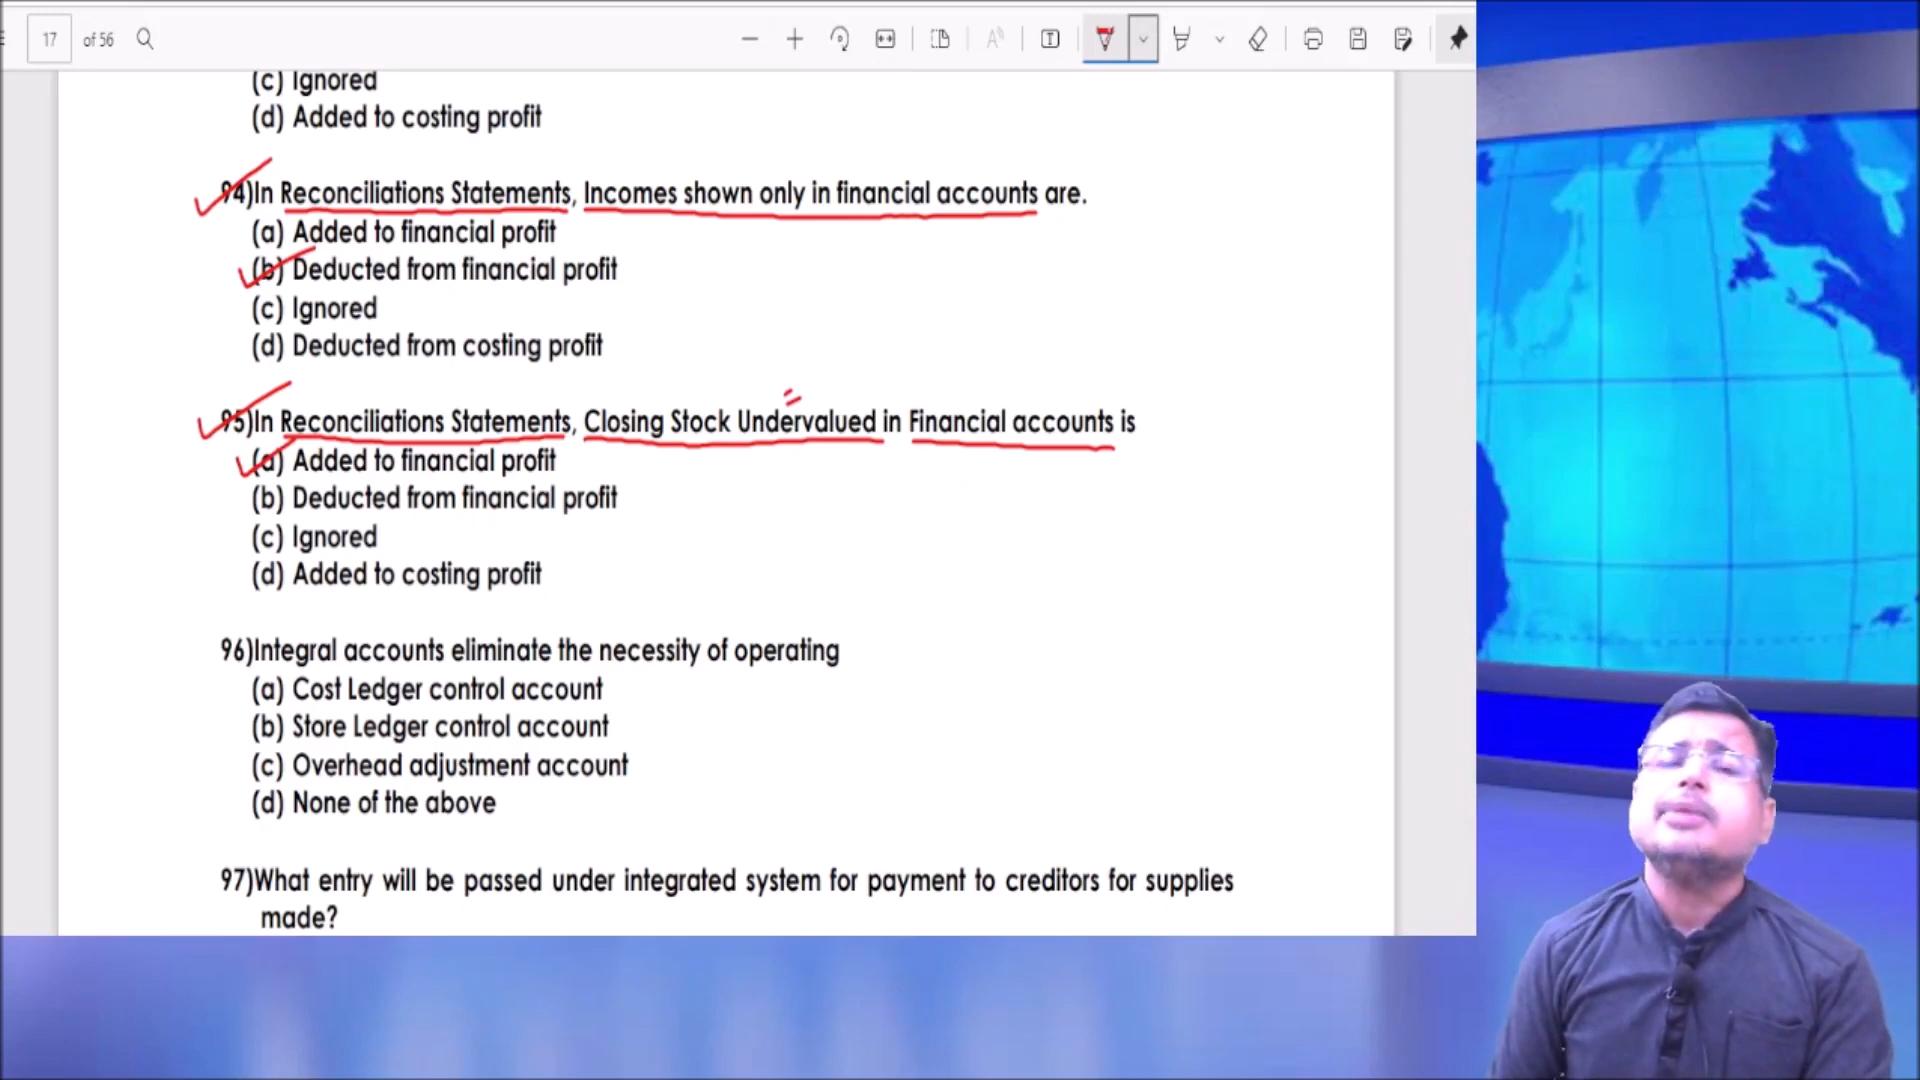 17 of 56
(c) Ignored
(d) Added to costing profit
94)In Reconciliations Statements, Incomes shown only in financial accounts are.
(a) Added to financial profit
(b) Deducted from financial profit
(c) Ignored
(d) Deducted from costing profit
95)In Reconciliations Statements, Closing Stock Undervalued in Financial accounts is
(a) Added to financial profit
(b) Deducted from financial profit
(c) Ignored
(d) Added to costing profit
96)Integral accounts eliminate the necessity of operating
(a) Cost Ledger control account
(b) Store Ledger control account
(c) Overhead adjustment account
(d) None of the above
97)What entry will be passed under integrated system for payment to creditors for supplies
made?